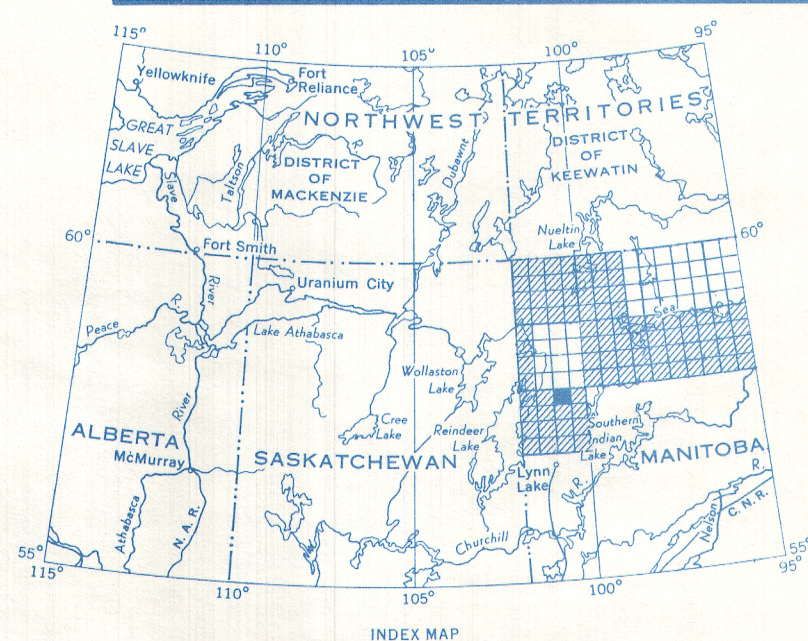 115°
110°
105°
100°
95°
Yellowknife
Fort
Reliance
R.
NORTHWEST TERRITORIES
GREAT
SLAVE
LAKE
Slave
Taltson
R.
DISTRICT
OF
MACKENZIE
Dubawnt
DISTRICT
OF
KEEWATIN
Nueltin
Lake
60°
60°
Fort Smith
River
Uranium City
Seal
R.
Peace
Lake Athabasca
Wollaston
Lake
River
Cree
Lake
Reindeer
Lake
Southern
Indian
Lake
ALBERTA
McMurray
SASKATCHEWAN
MANITOBA
Lynn
Lake
R.
R.
Athabasca
N. A. R.
Churchill
Nelson
C. N. R.
55°
115°
110°
105°
100°
55°
95°
INDEX MAP